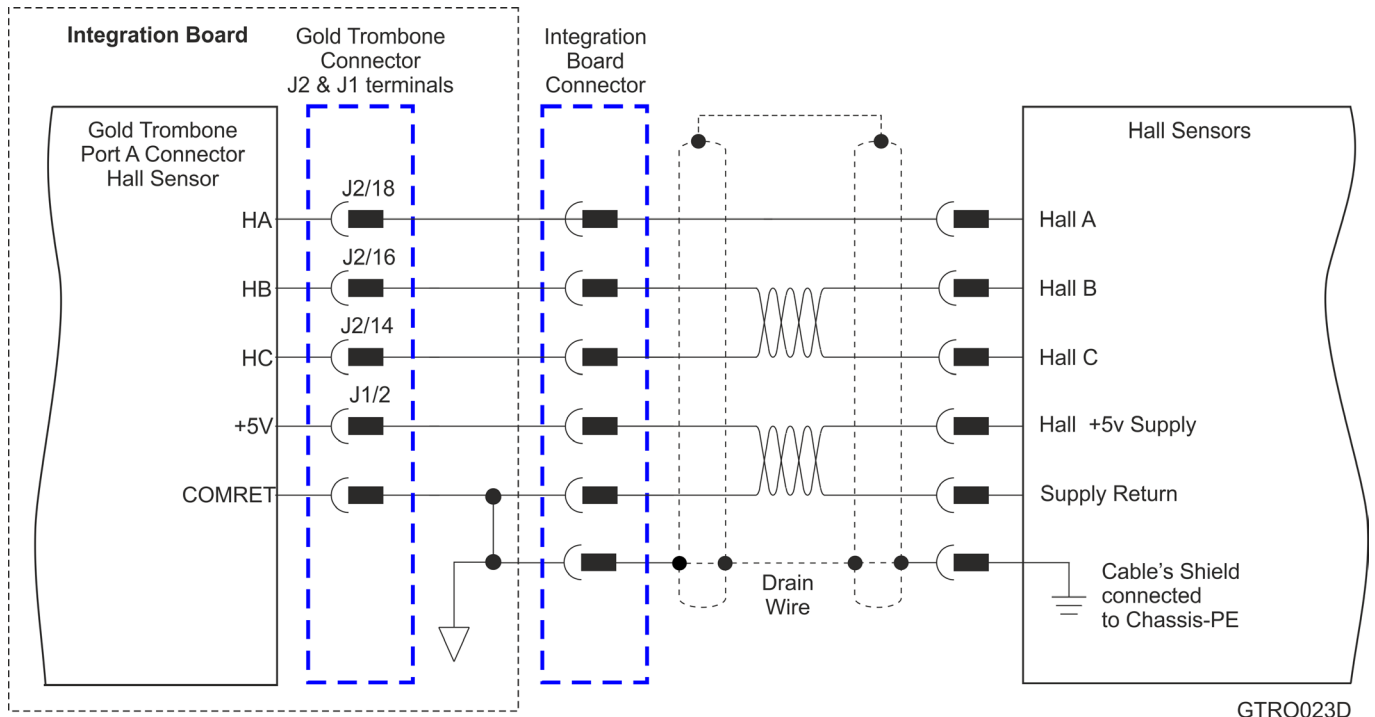 Integration Board
Gold Trombone
Connector
J2 & J1 terminals
Integration
Board
Connector
Gold Trombone
Port A Connector
Hall Sensor
Hall Sensors
J2/18
HA
Hall A
J2/16
HB
Hall B
J2/14
HC
Hall C
J1/2
+5V
Hall +5v Supply
COMRET
Supply Return
Drain
Wire
Cable's Shield
connected
to Chassis-PE
GTRO023D